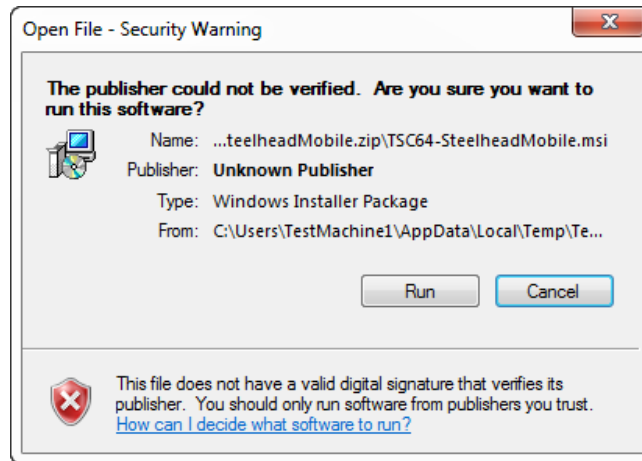 Open File - Security Warning
The publisher could not be verified.  Are you sure you want to
run this software?
Name: ...teelheadMobile.zip\TSC64-SteelheadMobile.msi
Publisher: Unknown Publisher
Type: Windows Installer Package
From: C:\Users\TestMachine1\AppData\Local\Temp\Te...
Run Cancel
This file does not have a valid digital signature that verifies its
publisher.  You should only run software from publishers you trust.
How can I decide what software to run?